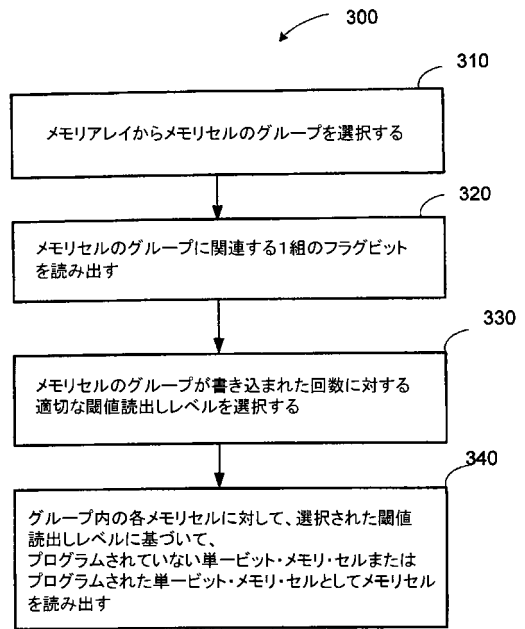 300
310
メモリアレイからメモリセルのグループを選択する
320
メモリセルのグループに関連する1組のフラグビット
を読み出す
330
メモリセルのグループが書き込まれた回数に対する
適切な閾値読出しレベルを選択する
340
グループ内の各メモリセルに対して、選択された閾値
読出しレベルに基づいて、
プログラムされていない単一ビット・メモリ・セルまたは
プログラムされた単一ビット・メモリ・セルとしてメモリセル
を読み出す